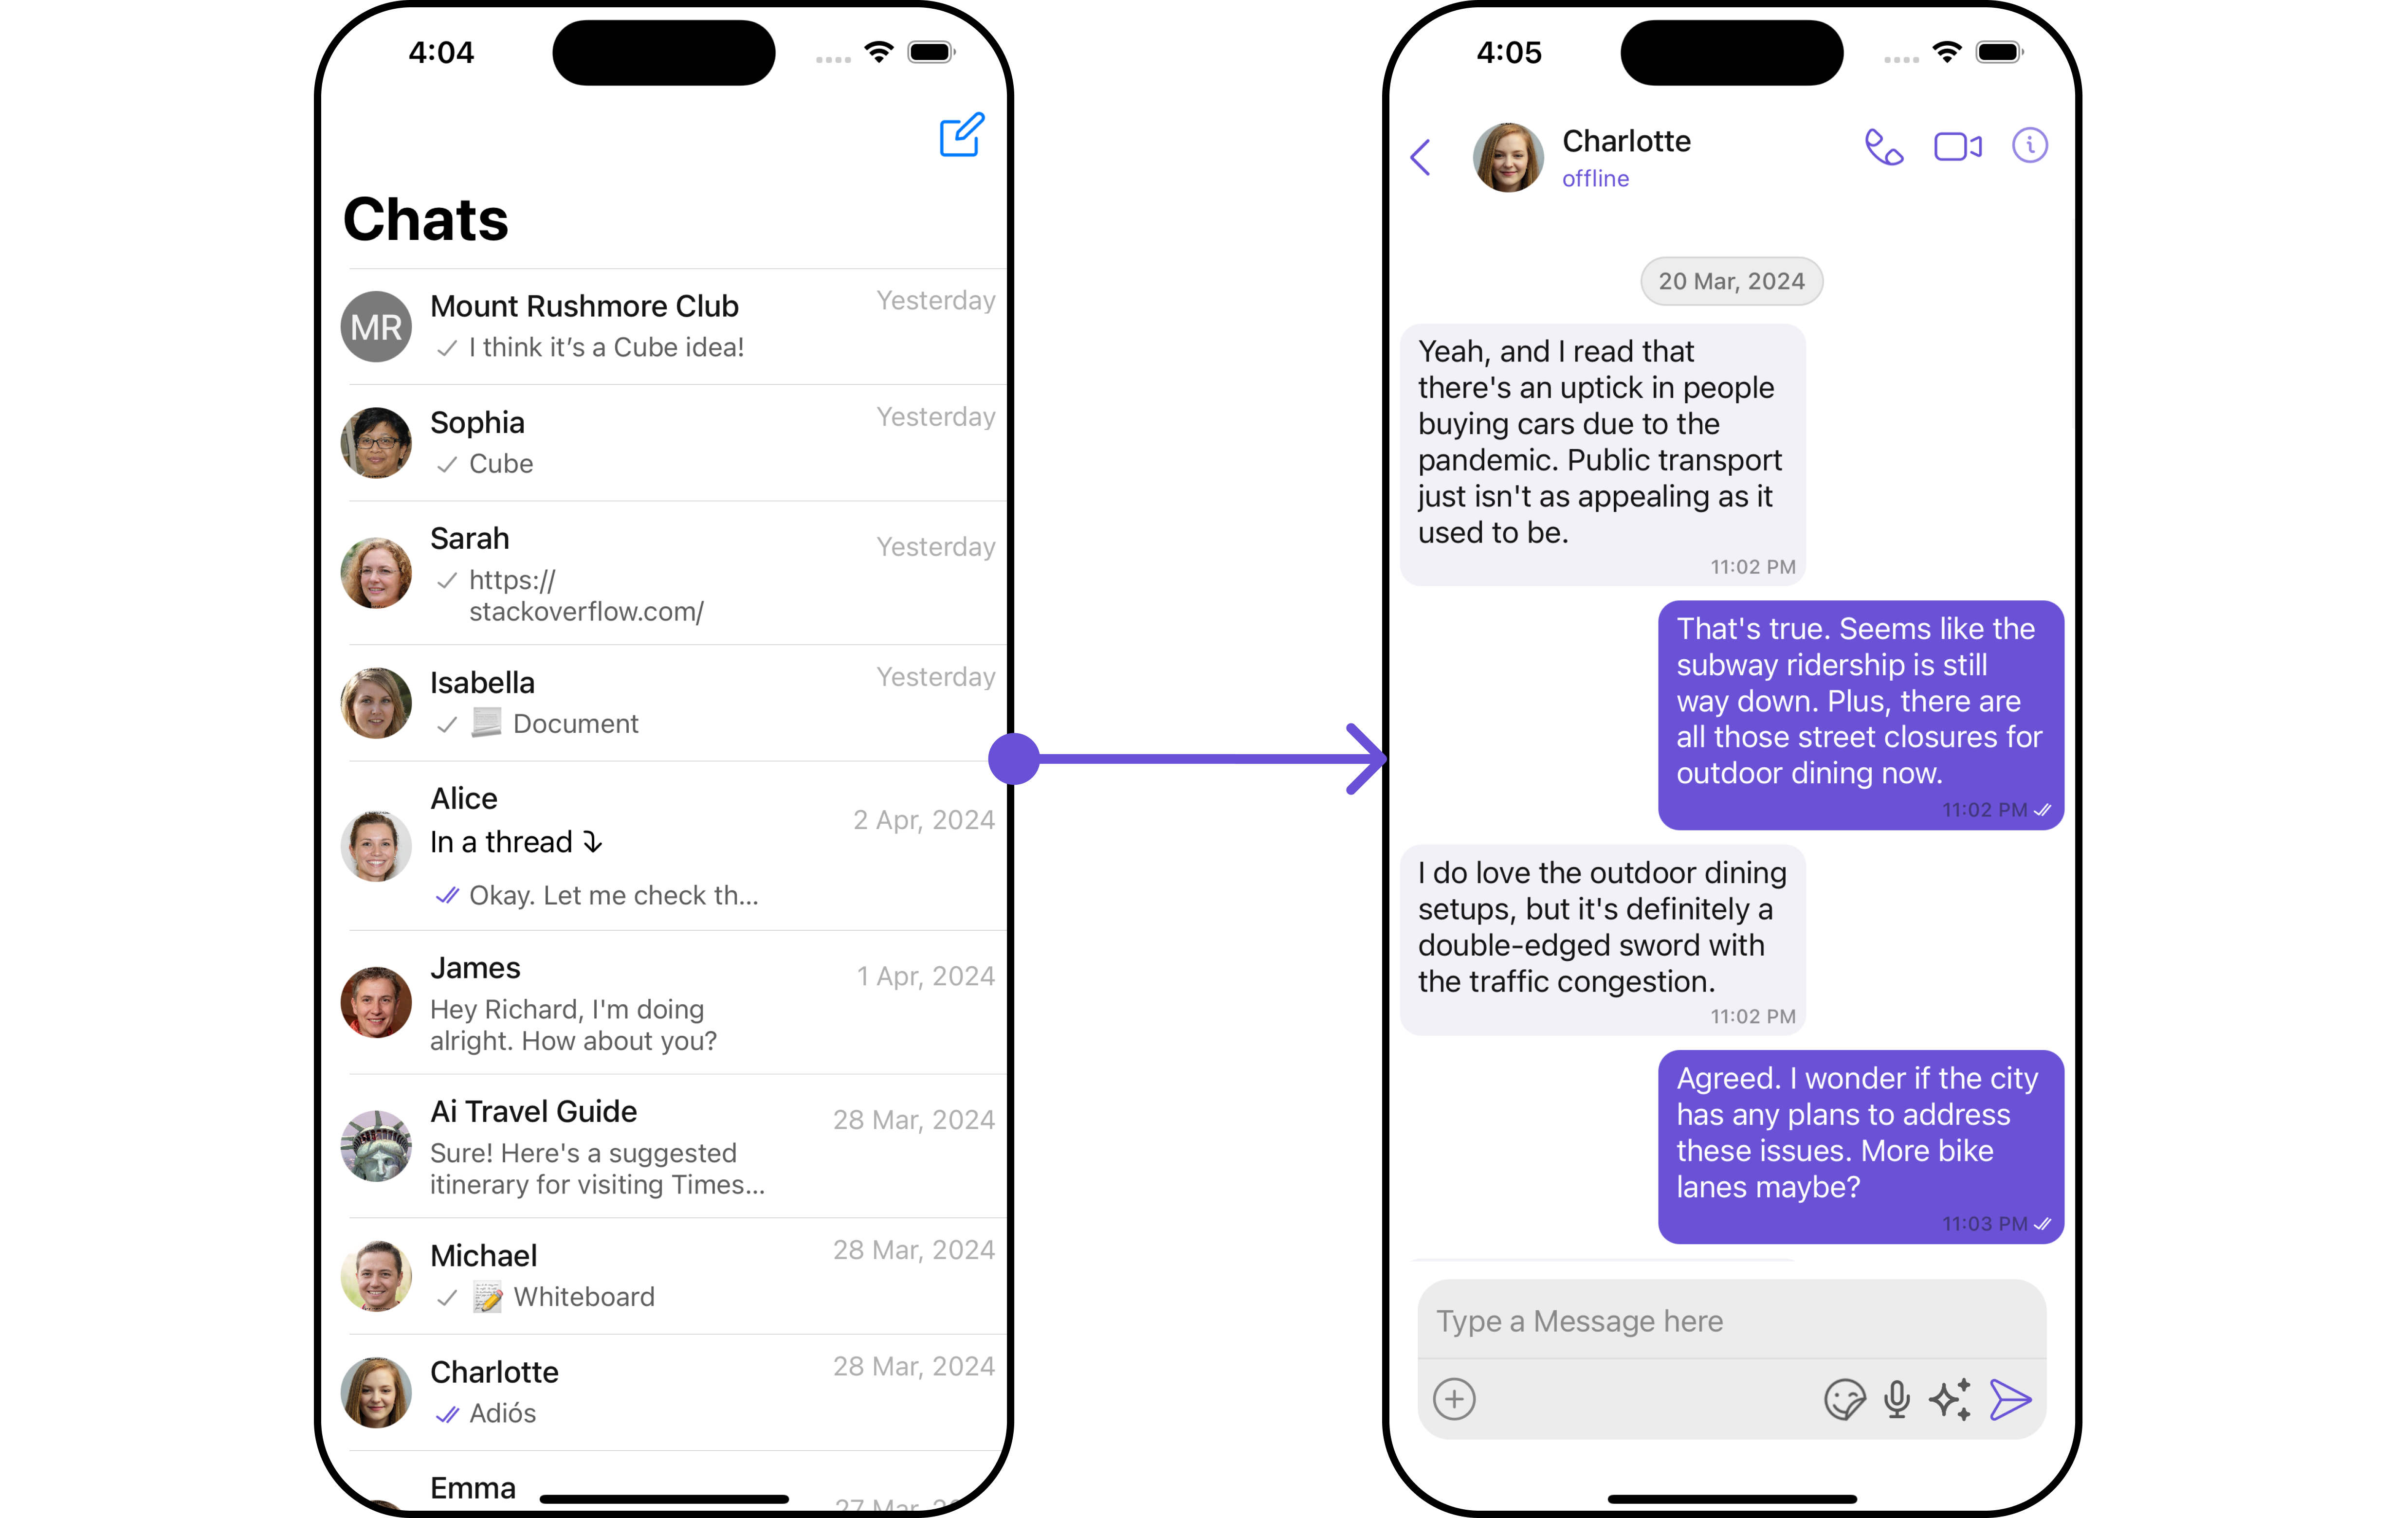 4:04
Chats
MR
Mount Rushmore Club
Yesterday
I think it’s a Cube idea!
Sophia
Yesterday
Cube
Sarah
Yesterday
https://
stackoverflow.com/
Isabella
Yesterday
Document
Alice
2 Apr, 2024
In a thread
Okay. Let me check th...
James
1 Apr, 2024
Hey Richard, I'm doing
alright. How about you?
Ai Travel Guide
28 Mar, 2024
Sure! Here's a suggested
itinerary for visiting Times...
Michael
28 Mar, 2024
Whiteboard
Charlotte
28 Mar, 2024
Adiós
Emma
27 Mar,
4:05
Charlotte
offline
20 Mar, 2024
Yeah, and I read that
there's an uptick in people
buying cars due to the
pandemic. Public transport
just isn't as appealing as it
used to be.
11:02 PM
That's true. Seems like the
subway ridership is still
way down. Plus, there are
all those street closures for
outdoor dining now.
11:02 PM
I do love the outdoor dining
setups, but it's definitely a
double-edged sword with
the traffic congestion.
11:02 PM
Agreed. I wonder if the city
has any plans to address
these issues. More bike
lanes maybe?
11:03 PM
Type a Message here